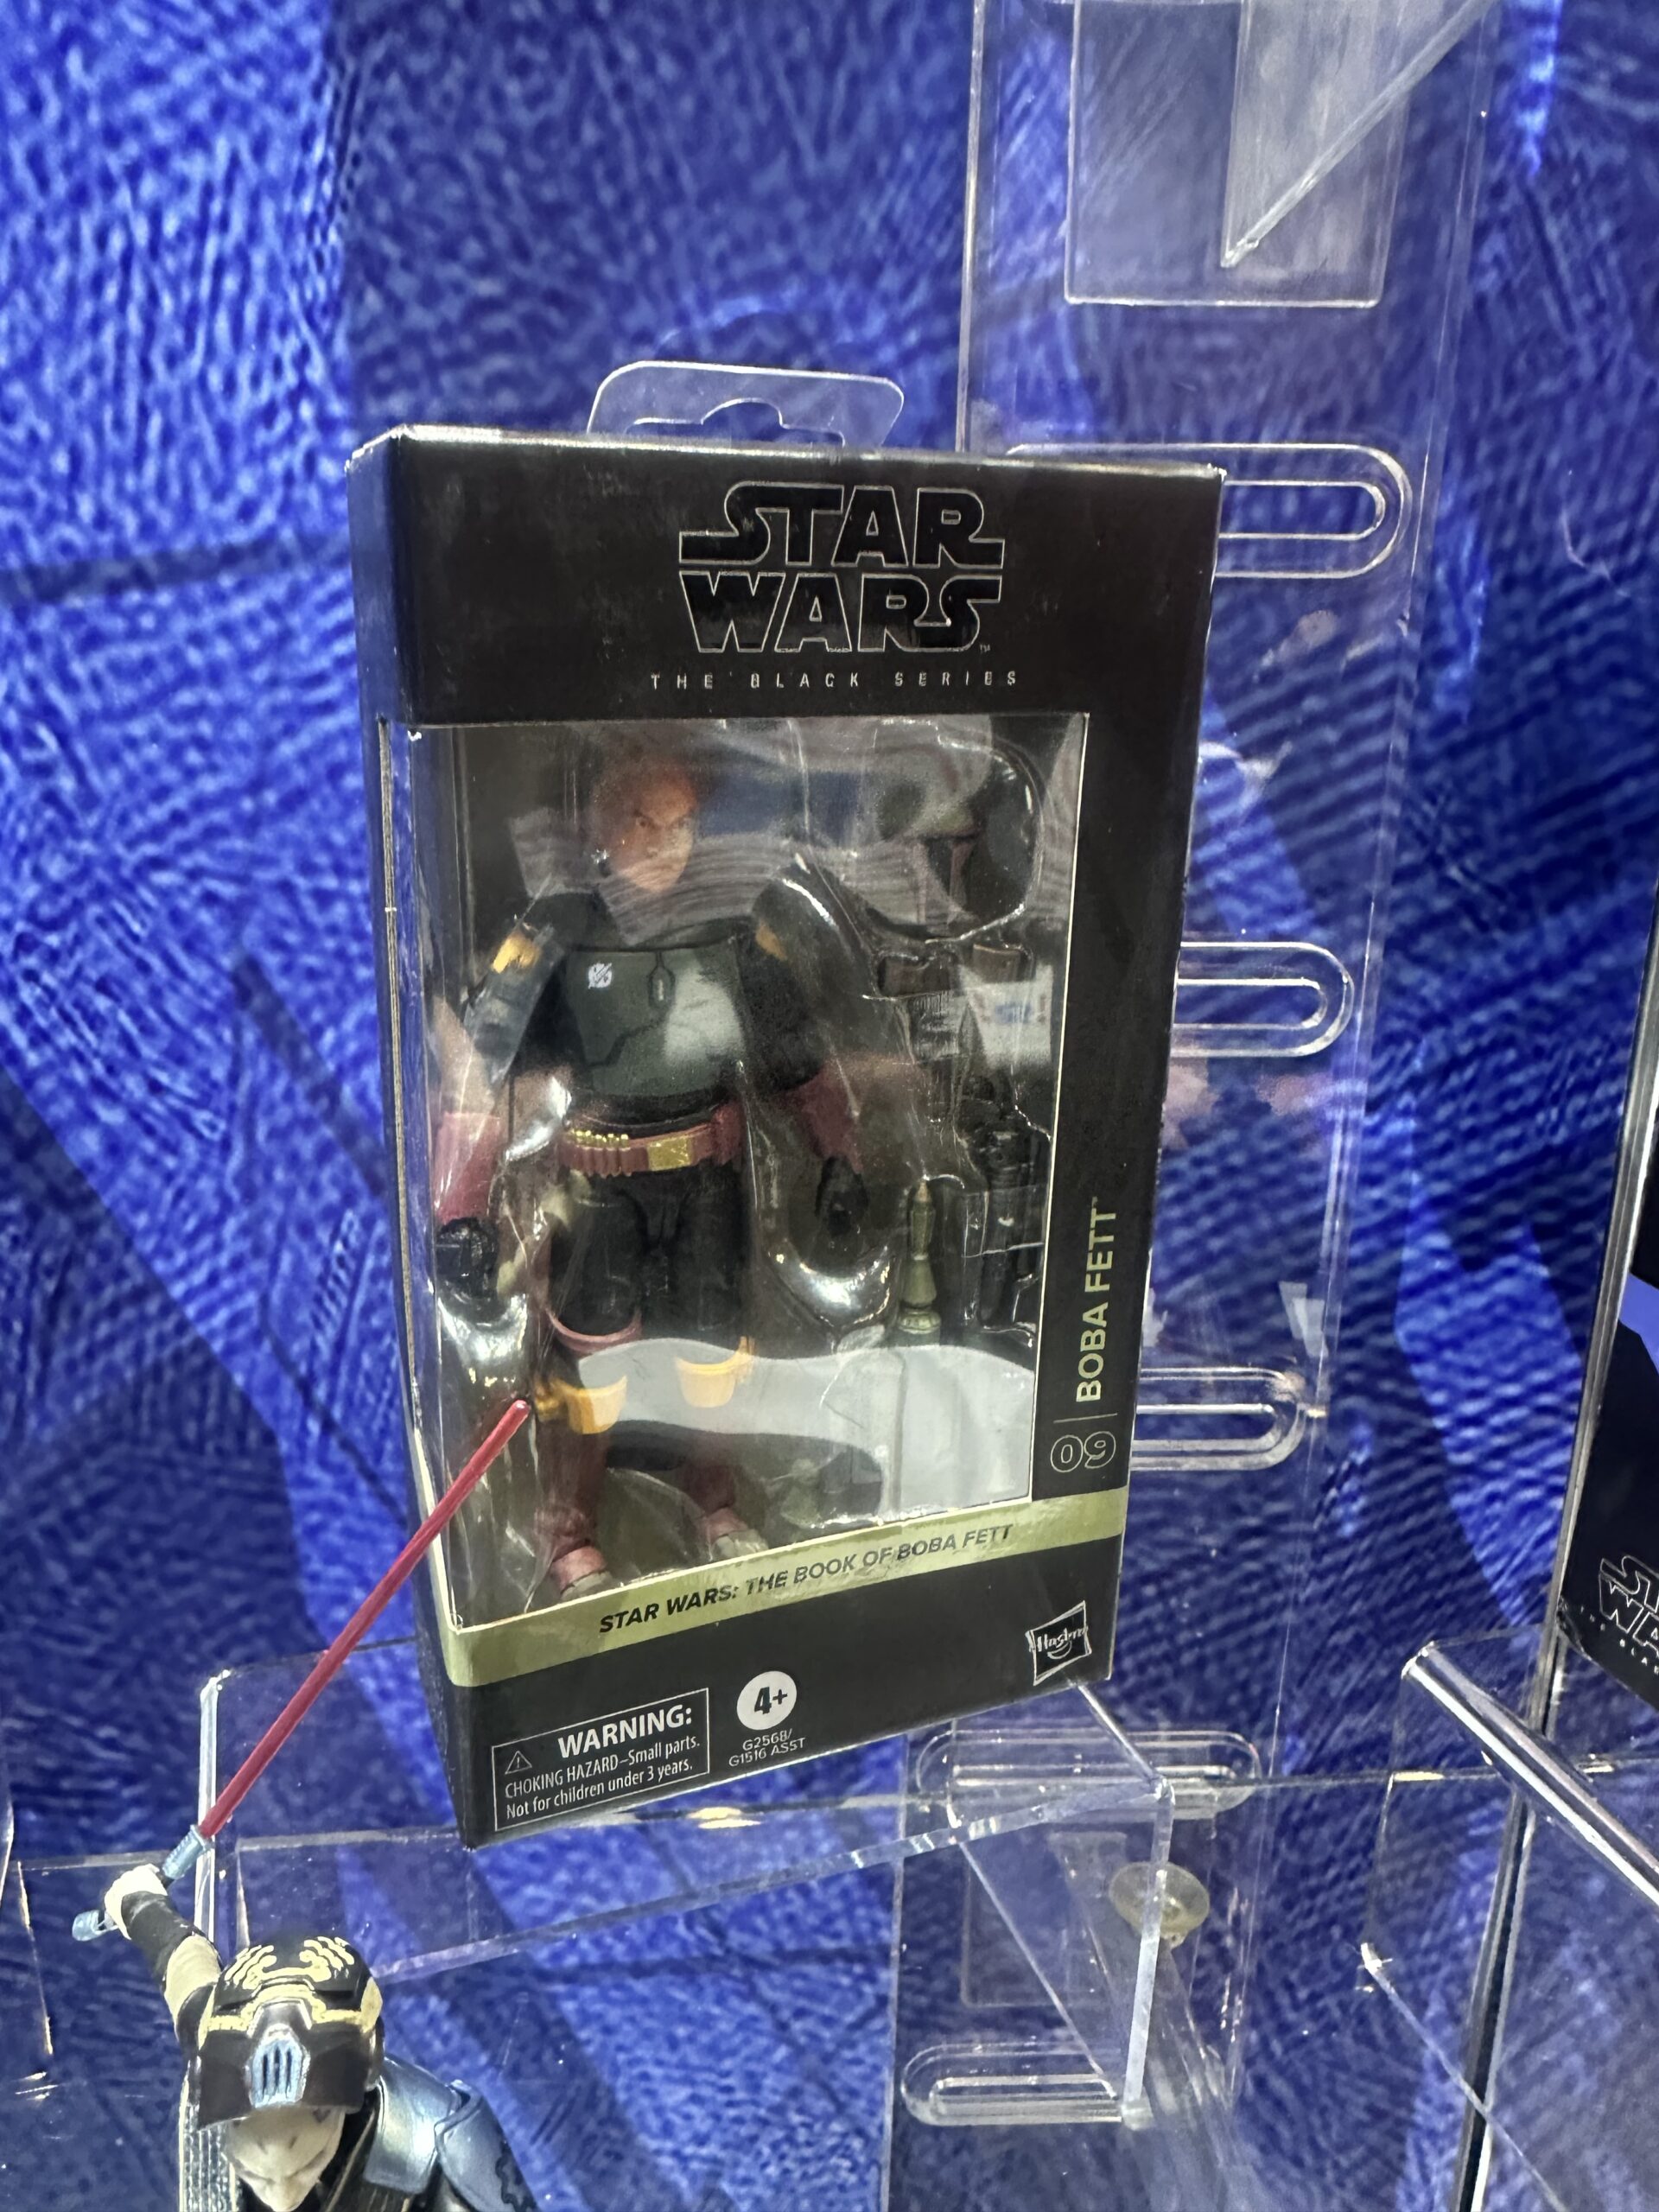 STAR
WARS
THE BLACK SERIES
BOBA FETT™
09
STAR WARS: THE BOOK OF BOBA FETT
Hasbro
WARNING:
CHOKING HAZARD–Small parts.
Not for children under 3 years.
4+
G2568/
G1516 ASST